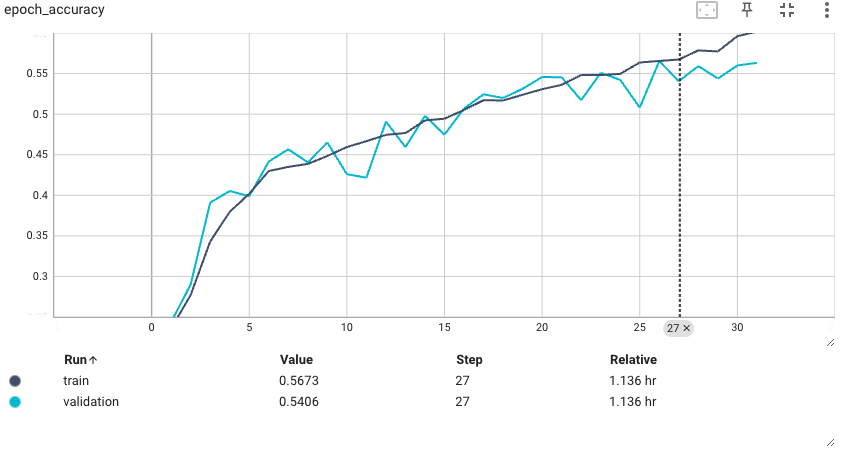 epoch_accuracy
0.55
0.5
0.45
0.4
0.35
0.3
0 5 10 15 20 25 27 × 30
Run↑ Value Step Relative
train 0.5673 27 1.136 hr
validation 0.5406 27 1.136 hr